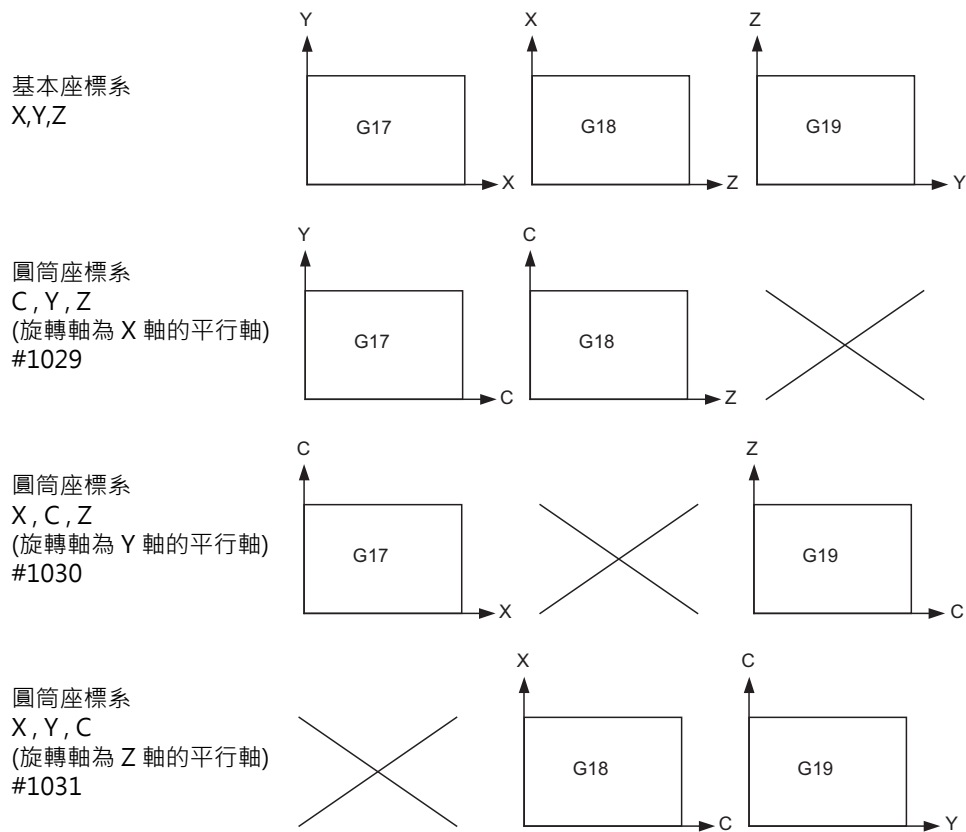 Y
X
Z
基本座標系
X,Y,Z
G17
G18
G19
X
Z
Y
Y
C
圓筒座標系
C , Y , Z
(旋轉軸為 X 軸的平行軸)
#1029
G17
G18
C
Z
C
Z
圓筒座標系
X , C , Z
(旋轉軸為 Y 軸的平行軸)
#1030
G17
G19
X
C
X
C
圓筒座標系
X , Y , C
(旋轉軸為 Z 軸的平行軸)
#1031
G18
G19
C
Y